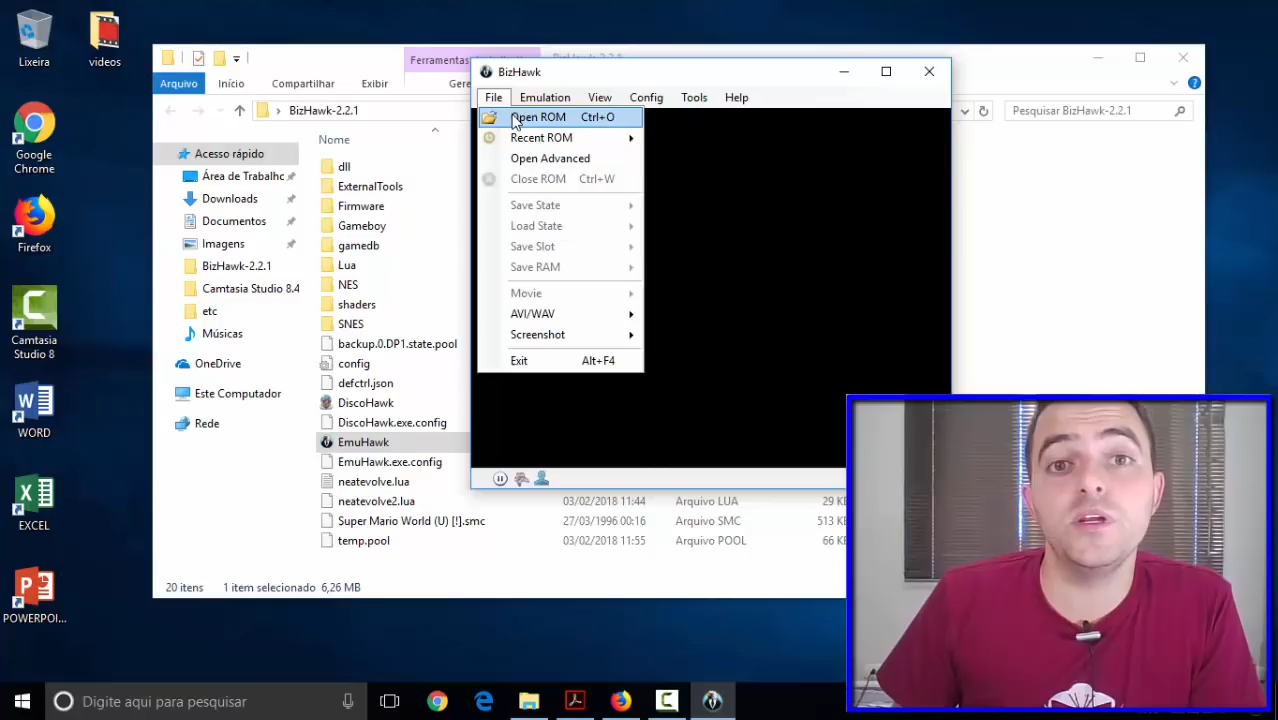 Lixeira
videos
Google
Chrome
Firefox
Camtasia
Studio 8
WORD
EXCEL
POWERPOI...
Ferramentas
Arquivo
Início
Compartilhar
Exibir
BizHawk-2.2.1
Pesquisar BizHawk-2.2.1
Nome
Acesso rápido
Área de Trabalho
Downloads
Documentos
Imagens
BizHawk-2.2.1
Camtasia Studio 8.4
etc
Músicas
OneDrive
Este Computador
Rede
dll
ExternalTools
Firmware
Gameboy
gamedb
Lua
NES
shaders
SNES
backup.0.DP1.state.pool
config
defctrl.json
DiscoHawk
DiscoHawk.exe.config
EmuHawk
EmuHawk.exe.config
neatevolve.lua
neatevolve2.lua 03/02/2018 11:44 Arquivo LUA 29 KB
Super Mario World (U) [!].smc 27/03/1996 00:16 Arquivo SMC 513 KB
temp.pool 03/02/2018 11:55 Arquivo POOL 66 KB
20 itens 1 item selecionado 6,26 MB
BizHawk
File Emulation View Config Tools Help
Open ROM Ctrl+O
Recent ROM
Open Advanced
Close ROM Ctrl+W
Save State
Load State
Save Slot
Save RAM
Movie
AVI/WAV
Screenshot
Exit Alt+F4
Digite aqui para pesquisar